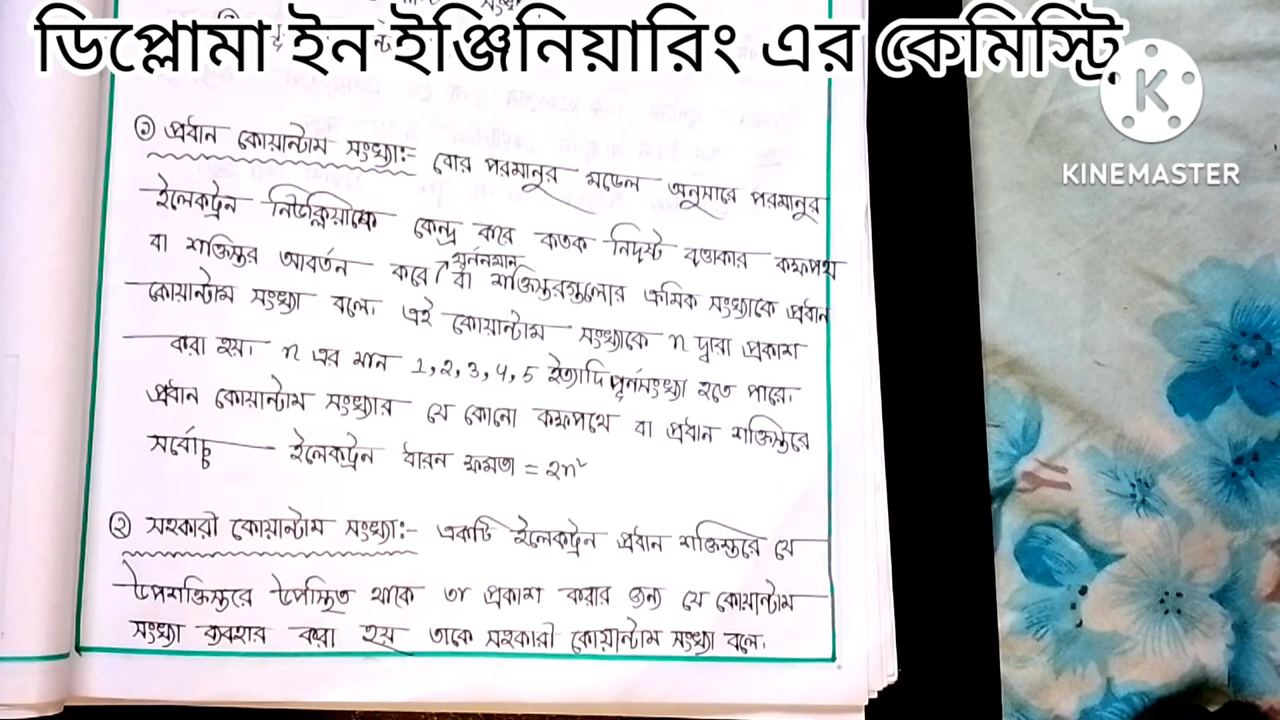 ডিপ্লোমা ইন ইঞ্জিনিয়ারিং এর কেমিস্ট্রি
K
KINEMASTER
① প্রধান কোয়ান্টাম সংখ্যা:- বোর পরমানুর মডেল অনুসারে পরমানুর
ইলেকট্রন নিউক্লিয়াকে কেন্দ্র করে কতক নির্দিষ্ট বৃত্তাকার কক্ষপথ
বা শক্তিস্তর আবর্তন করে ঘুর্ননমান বা শক্তিস্তরগুলোর ক্রমিক সংখ্যাকে প্রধান
কোয়ান্টাম সংখ্যা বলে। এই কোয়ান্টাম সংখ্যাকে n দ্বারা প্রকাশ
করা হয়। n এর মান 1, 2, 3, 4, 5 ইত্যাদি পূর্নসংখ্যা হতে পারে।
প্রধান কোয়ান্টাম সংখ্যার যে কোনো কক্ষপথে বা প্রধান শক্তিস্তরে
সর্বোচ্চ ইলেকট্রন ধারন ক্ষমতা = 2n²
② সহকারী কোয়ান্টাম সংখ্যা:- একটি ইলেকট্রন প্রধান শক্তিস্তরে যে
উপশক্তিস্তরে উপস্থিত থাকে তা প্রকাশ করার জন্য যে কোয়ান্টাম
সংখ্যা ব্যবহার করা হয় তাকে সহকারী কোয়ান্টাম সংখ্যা বলে।